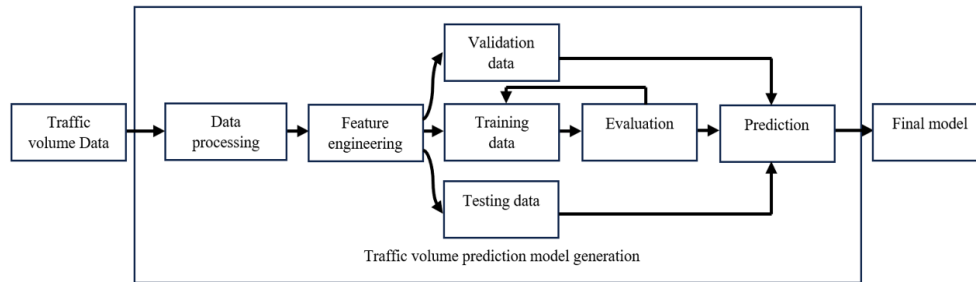 Traffic
volume Data
Data
processing
Feature
engineering
Validation
data
Training
data
Testing data
Evaluation
Prediction
Final model
Traffic volume prediction model generation